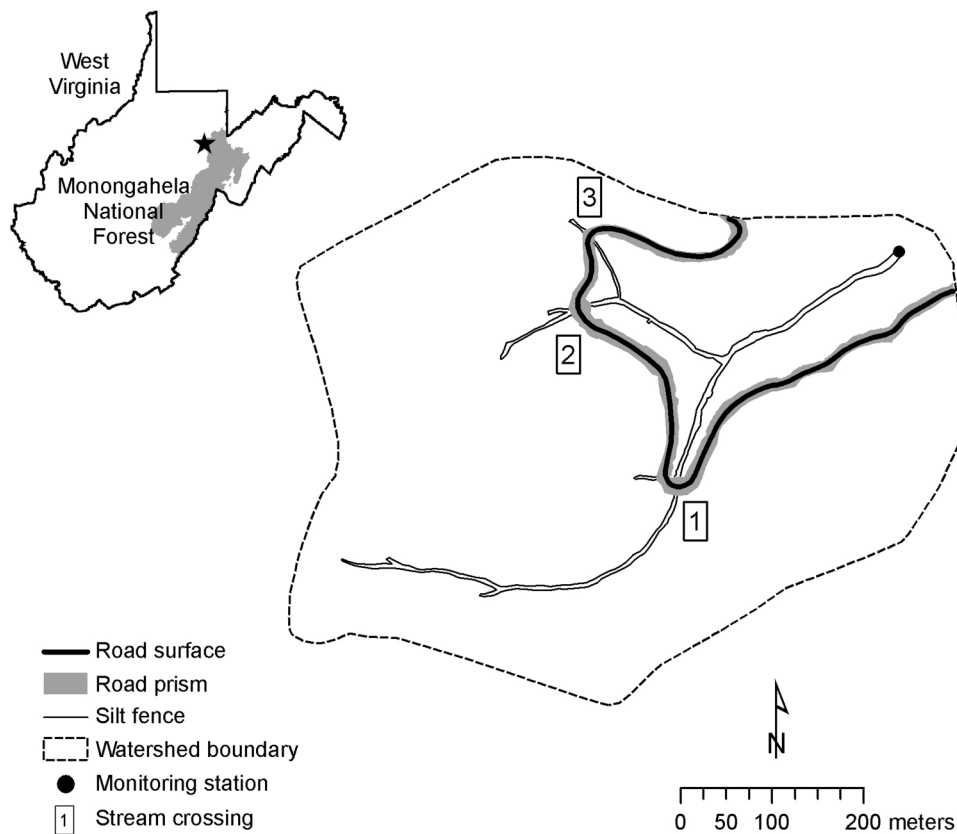 West
Virginia
Monongahela
National
Forest
3
2
1
Road surface
Road prism
Silt fence
Watershed boundary
Monitoring station
1 Stream crossing
N
0 50 100 200 meters